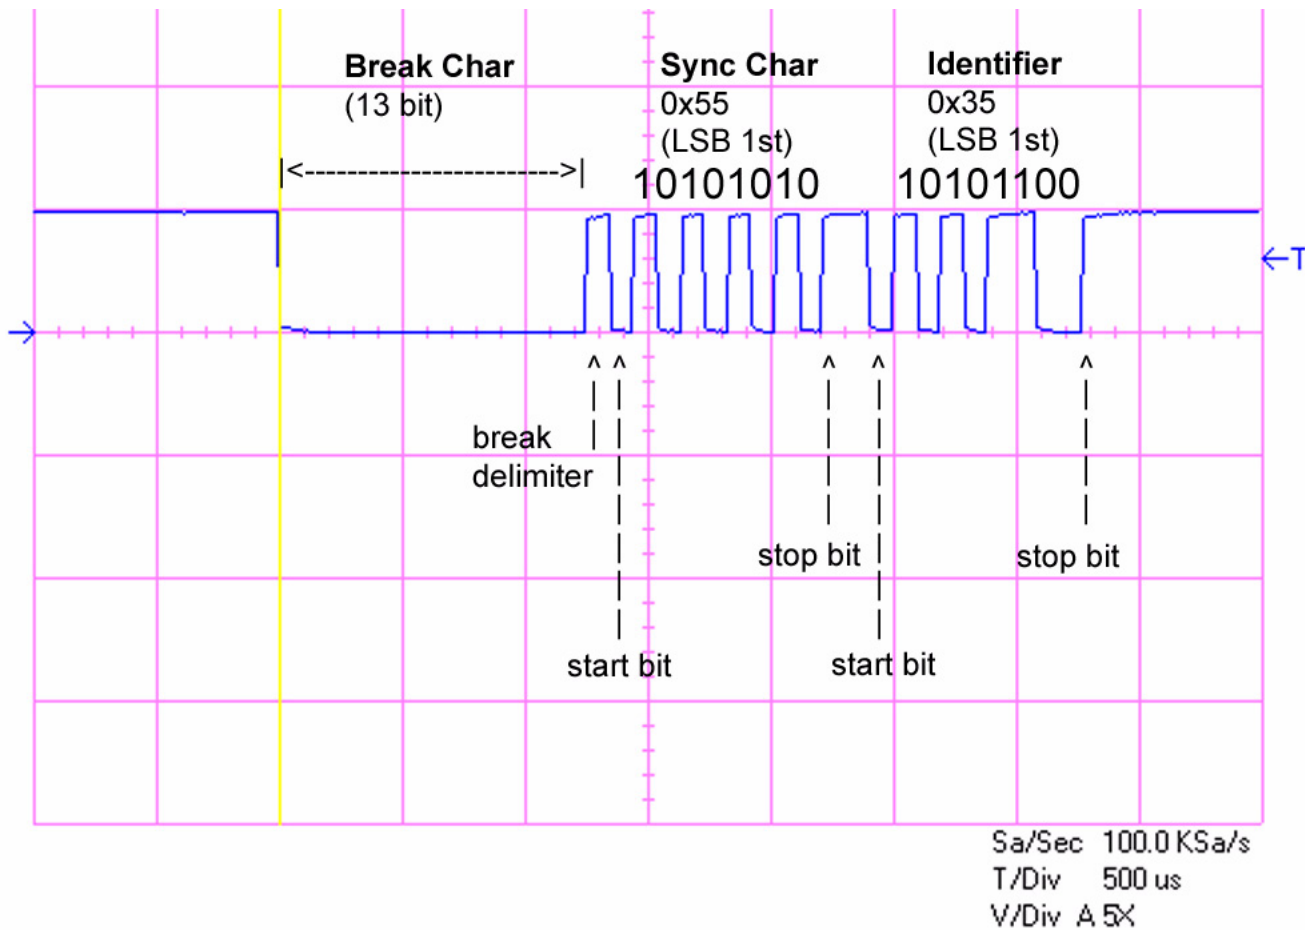 Break Char
(13 bit)
|<----------------------->|
Sync Char
0x55
(LSB 1st)
10101010
Identifier
0x35
(LSB 1st)
10101100
←T
break
delimiter
start bit
stop bit
start bit
stop bit
Sa/Sec 100.0 KSa/s
T/Div 500 us
V/Div A 5X